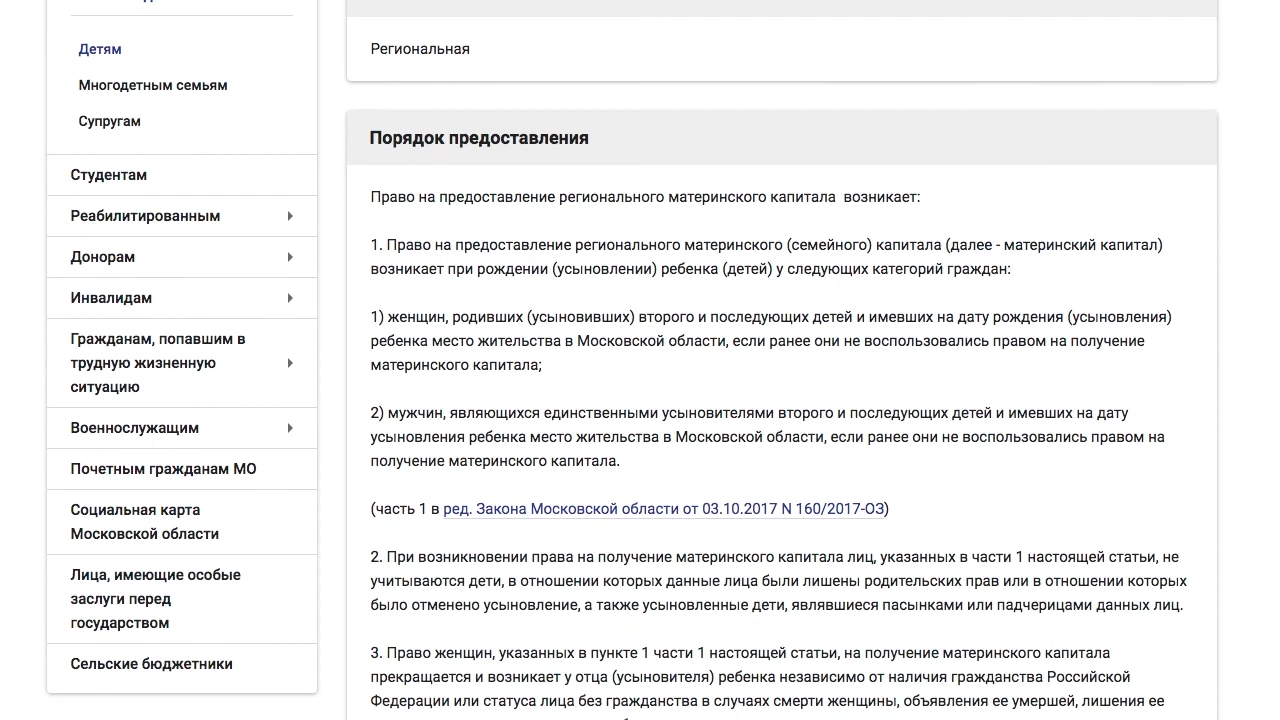 Детям
Многодетным семьям
Супругам
Студентам
Реабилитированным
Донорам
Инвалидам
Гражданам, попавшим в
трудную жизненную
ситуацию
Военнослужащим
Почетным гражданам МО
Социальная карта
Московской области
Лица, имеющие особые
заслуги перед
государством
Сельские бюджетники
Региональная
Порядок предоставления
Право на предоставление регионального материнского капитала возникает:
1. Право на предоставление регионального материнского (семейного) капитала (далее - материнский капитал)
возникает при рождении (усыновлении) ребенка (детей) у следующих категорий граждан:
1) женщин, родивших (усыновивших) второго и последующих детей и имевших на дату рождения (усыновления)
ребенка место жительства в Московской области, если ранее они не воспользовались правом на получение
материнского капитала;
2) мужчин, являющихся единственными усыновителями второго и последующих детей и имевших на дату
усыновления ребенка место жительства в Московской области, если ранее они не воспользовались правом на
получение материнского капитала.
(часть 1 в ред. Закона Московской области от 03.10.2017 N 160/2017-ОЗ)
2. При возникновении права на получение материнского капитала лиц, указанных в части 1 настоящей статьи, не
учитываются дети, в отношении которых данные лица были лишены родительских прав или в отношении которых
было отменено усыновление, а также усыновленные дети, являвшиеся пасынками или падчерицами данных лиц.
3. Право женщин, указанных в пункте 1 части 1 настоящей статьи, на получение материнского капитала
прекращается и возникает у отца (усыновителя) ребенка независимо от наличия гражданства Российской
Федерации или статуса лица без гражданства в случаях смерти женщины, объявления ее умершей, лишения ее